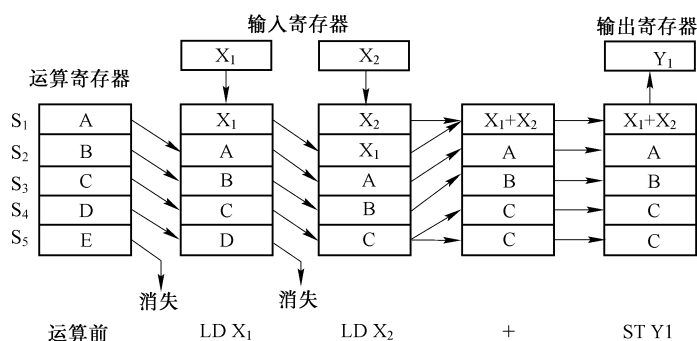 输入寄存器
输出寄存器
X₁
X₂
Y₁
运算寄存器
S₁ A X₁ X₂ X₁+X₂ X₁+X₂
S₂ B A X₁ A A
S₃ C B A B B
S₄ D C B C C
S₅ E D C C C
消失 消失
运算前 LD X₁ LD X₂ + ST Y1